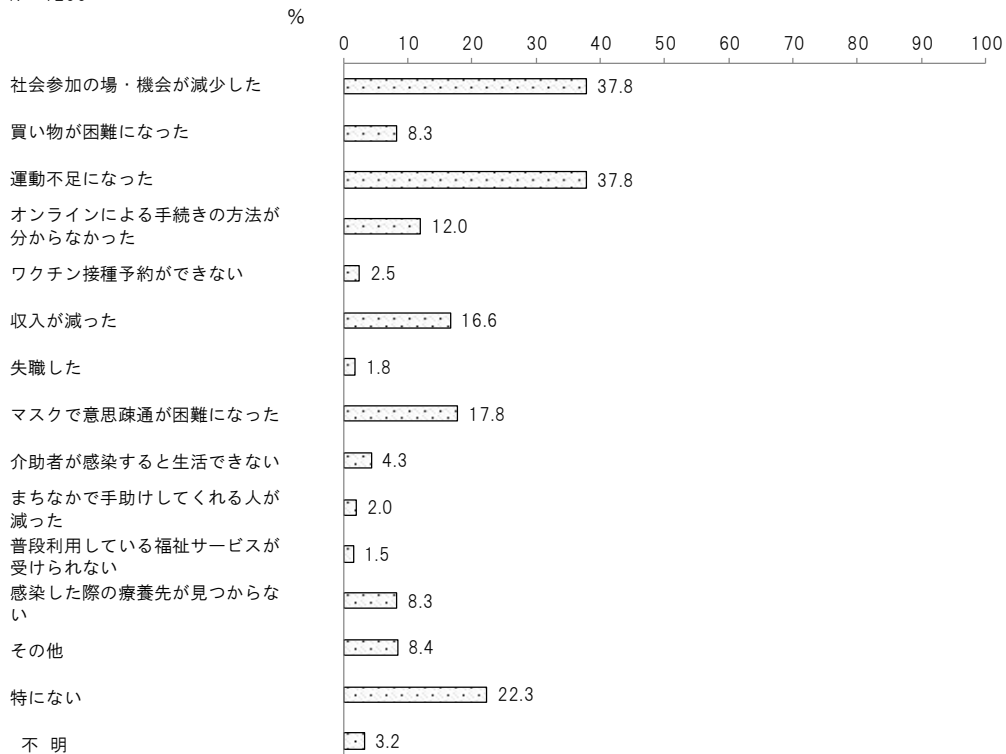 %
0 10 20 30 40 50 60 70 80 90 100
社会参加の場・機会が減少した 37.8
買い物が困難になった 8.3
運動不足になった 37.8
オンラインによる手続きの方法が
分からなかった 12.0
ワクチン接種予約ができない 2.5
収入が減った 16.6
失職した 1.8
マスクで意思疎通が困難になった 17.8
介助者が感染すると生活できない 4.3
まちなかで手助けしてくれる人が
減った 2.0
普段利用している福祉サービスが
受けられない 1.5
感染した際の療養先が見つからな
い 8.3
その他 8.4
特にない 22.3
不 明 3.2